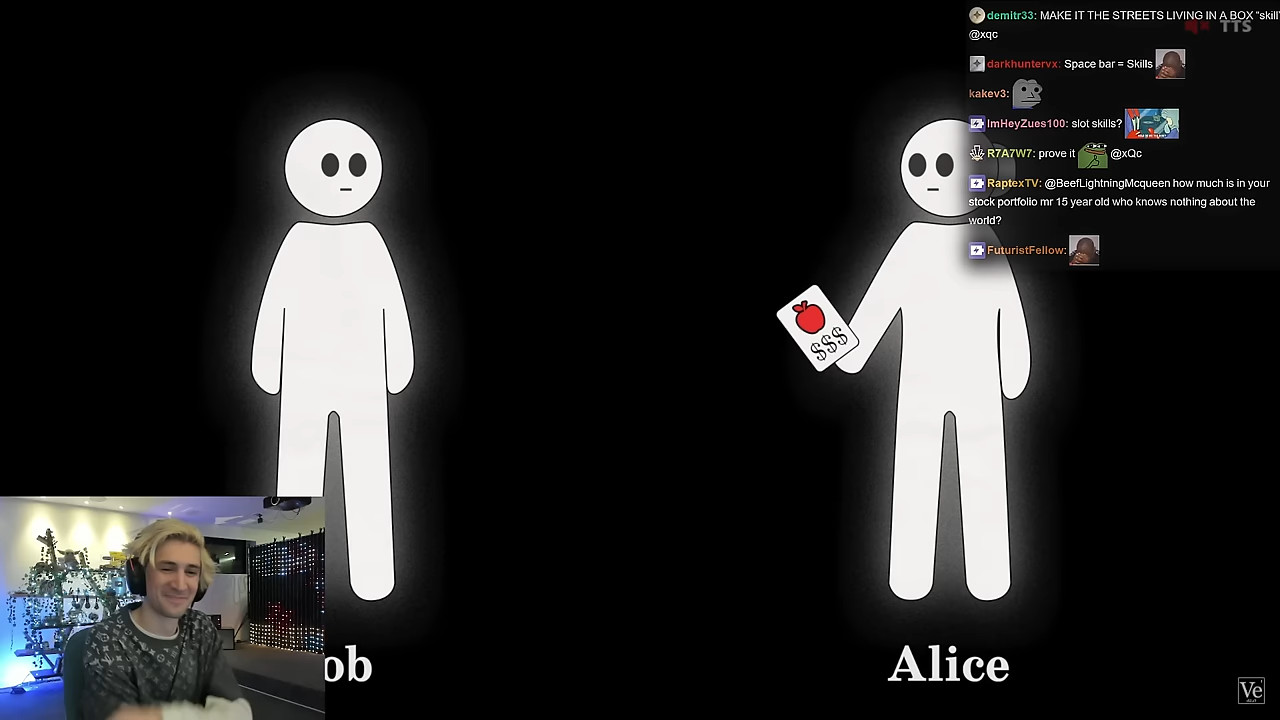 demitr33: MAKE IT THE STREETS LIVING IN A BOX "skill"
@xqc
TTS
darkhuntervx: Space bar = Skills
kakev3:
ImHeyZues100: slot skills?
R7A7W7: prove it @xQc
RaptexTV: @BeefLightningMcqueen how much is in your
stock portfolio mr 15 year old who knows nothing about the
world?
FuturistFellow:
$$$
ob
Alice
Ve